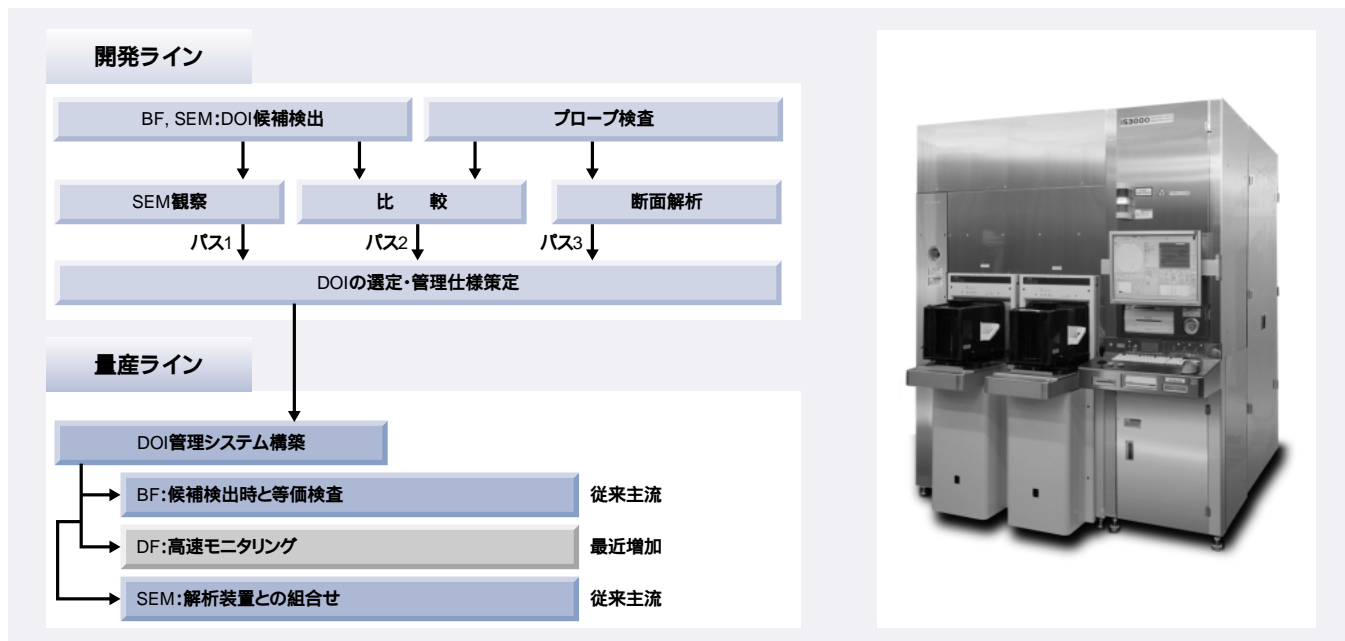 開発ライン
BF, SEM:DOI候補検出
プローブ検査
SEM観察
比 較
断面解析
パス1
パス2
パス3
DOIの選定・管理仕様策定
量産ライン
DOI管理システム構築
BF:候補検出時と等価検査
従来主流
DF:高速モニタリング
最近増加
SEM:解析装置との組合せ
従来主流
IS3000